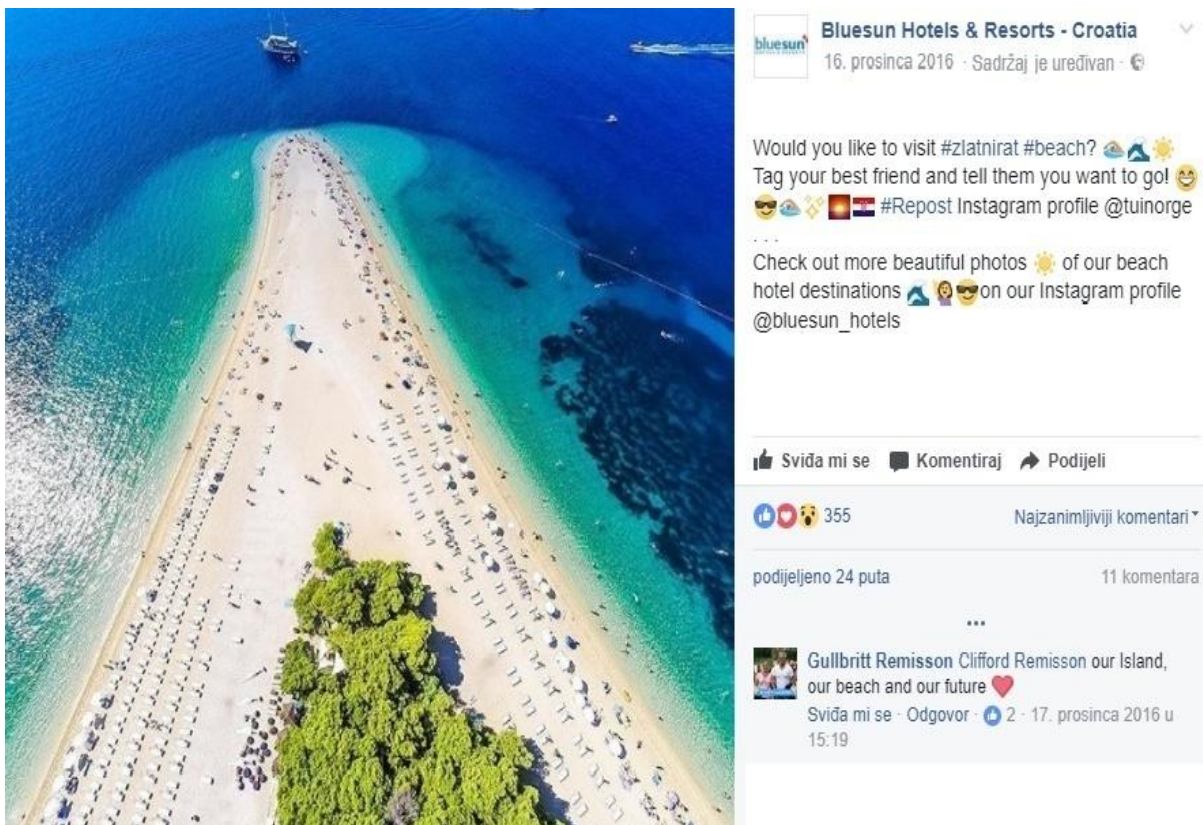 bluesun
Bluesun Hotels & Resorts - Croatia
16. prosinca 2016 · Sadržaj je uređivan ·
Would you like to visit #zlatnirat #beach? 🏊🌊☀️
Tag your best friend and tell them you want to go! 😁
😎🏊✨🌅🇭🇷 #Repost Instagram profile @tuinorge
. . .
Check out more beautiful photos ☀️ of our beach
hotel destinations 🌊🙋😎on our Instagram profile
@bluesun_hotels
Sviđa mi se Komentiraj Podijeli
355 Najzanimljiviji komentari
podijeljeno 24 puta 11 komentara
...
Gullbritt Remisson Clifford Remisson our Island,
our beach and our future ❤️
Sviđa mi se · Odgovor · 2 · 17. prosinca 2016 u
15:19